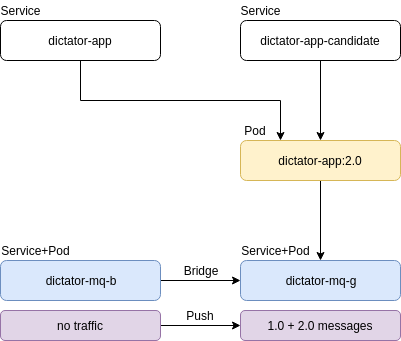 Service
Service
dictator-app
dictator-app-candidate
Pod
dictator-app:2.0
Service+Pod
Service+Pod
dictator-mq-b
Bridge
dictator-mq-g
no traffic
Push
1.0 + 2.0 messages